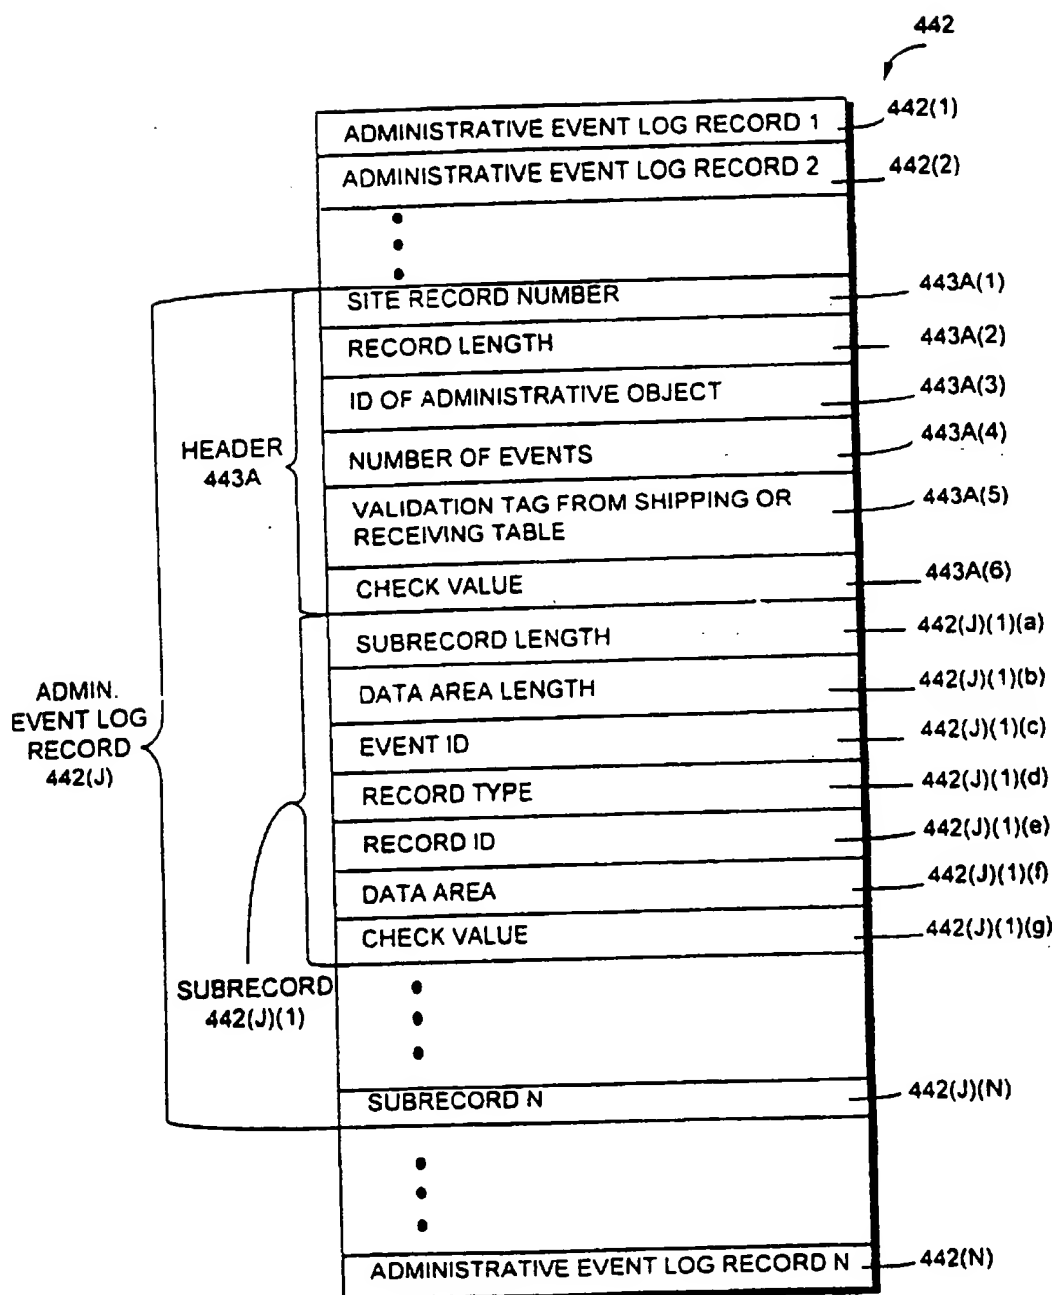 442
ADMINISTRATIVE EVENT LOG RECORD 1
442(1)
ADMINISTRATIVE EVENT LOG RECORD 2
442(2)
SITE RECORD NUMBER
443A(1)
RECORD LENGTH
443A(2)
ID OF ADMINISTRATIVE OBJECT
443A(3)
HEADER
443A
NUMBER OF EVENTS
443A(4)
VALIDATION TAG FROM SHIPPING OR
RECEIVING TABLE
443A(5)
CHECK VALUE
443A(6)
ADMIN.
EVENT LOG
RECORD
442(J)
SUBRECORD LENGTH
442(J)(1)(a)
DATA AREA LENGTH
442(J)(1)(b)
EVENT ID
442(J)(1)(c)
RECORD TYPE
442(J)(1)(d)
RECORD ID
442(J)(1)(e)
DATA AREA
442(J)(1)(f)
CHECK VALUE
442(J)(1)(g)
SUBRECORD
442(J)(1)
SUBRECORD N
442(J)(N)
ADMINISTRATIVE EVENT LOG RECORD N
442(N)